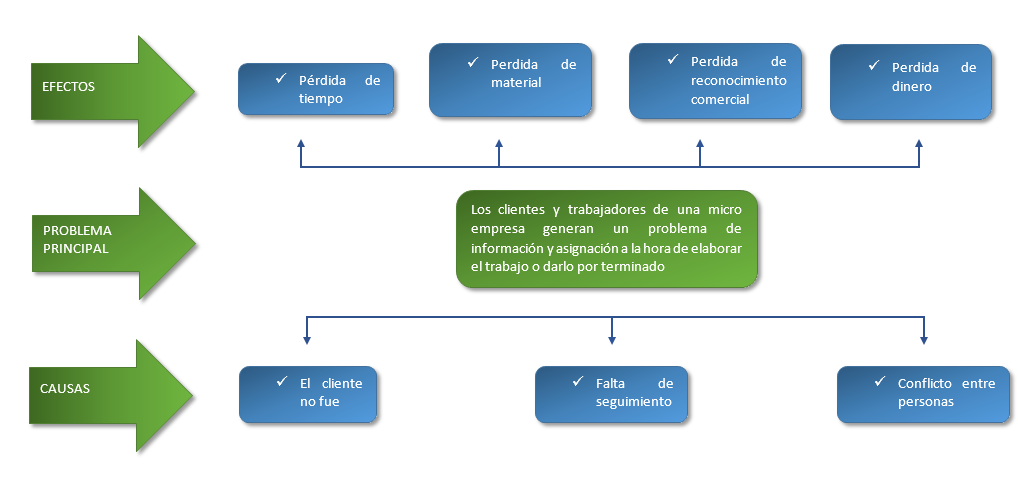 EFECTOS
✓ Pérdida de
tiempo
✓ Perdida de
material
✓ Perdida de
reconocimiento
comercial
✓ Perdida de
dinero
PROBLEMA
PRINCIPAL
Los clientes y trabajadores de una micro
empresa generan un problema de
información y asignación a la hora de elaborar
el trabajo o darlo por terminado
CAUSAS
✓ El cliente
no fue
✓ Falta de
seguimiento
✓ Conflicto entre
personas